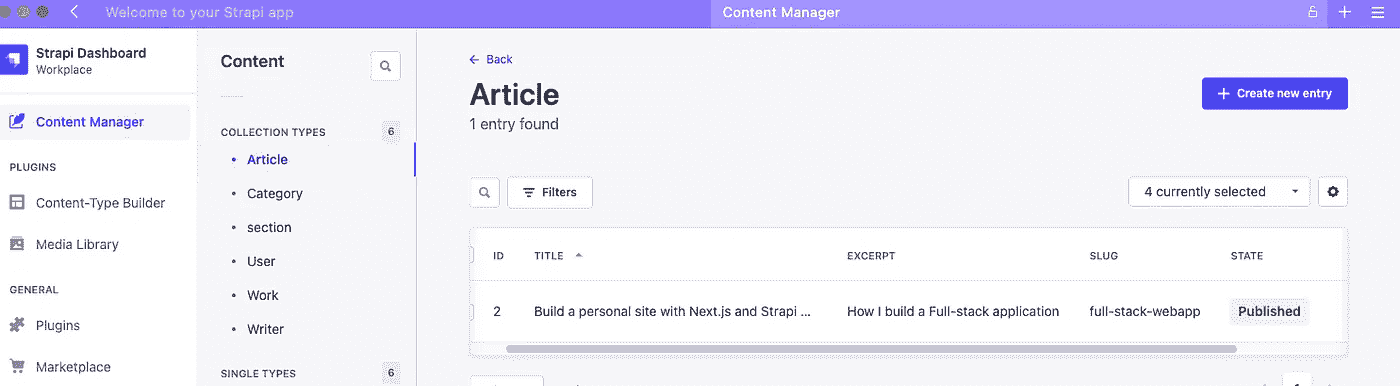 Welcome to your Strapi app
Content Manager
Strapi Dashboard
Workplace
Content Manager
PLUGINS
Content-Type Builder
Media Library
GENERAL
Plugins
Marketplace
Content
COLLECTION TYPES 6
Article
Category
section
User
Work
Writer
SINGLE TYPES 6
Back
Article
1 entry found
Create new entry
Filters
4 currently selected
ID TITLE EXCERPT SLUG STATE
2 Build a personal site with Next.js and Strapi ... How I build a Full-stack application full-stack-webapp Published